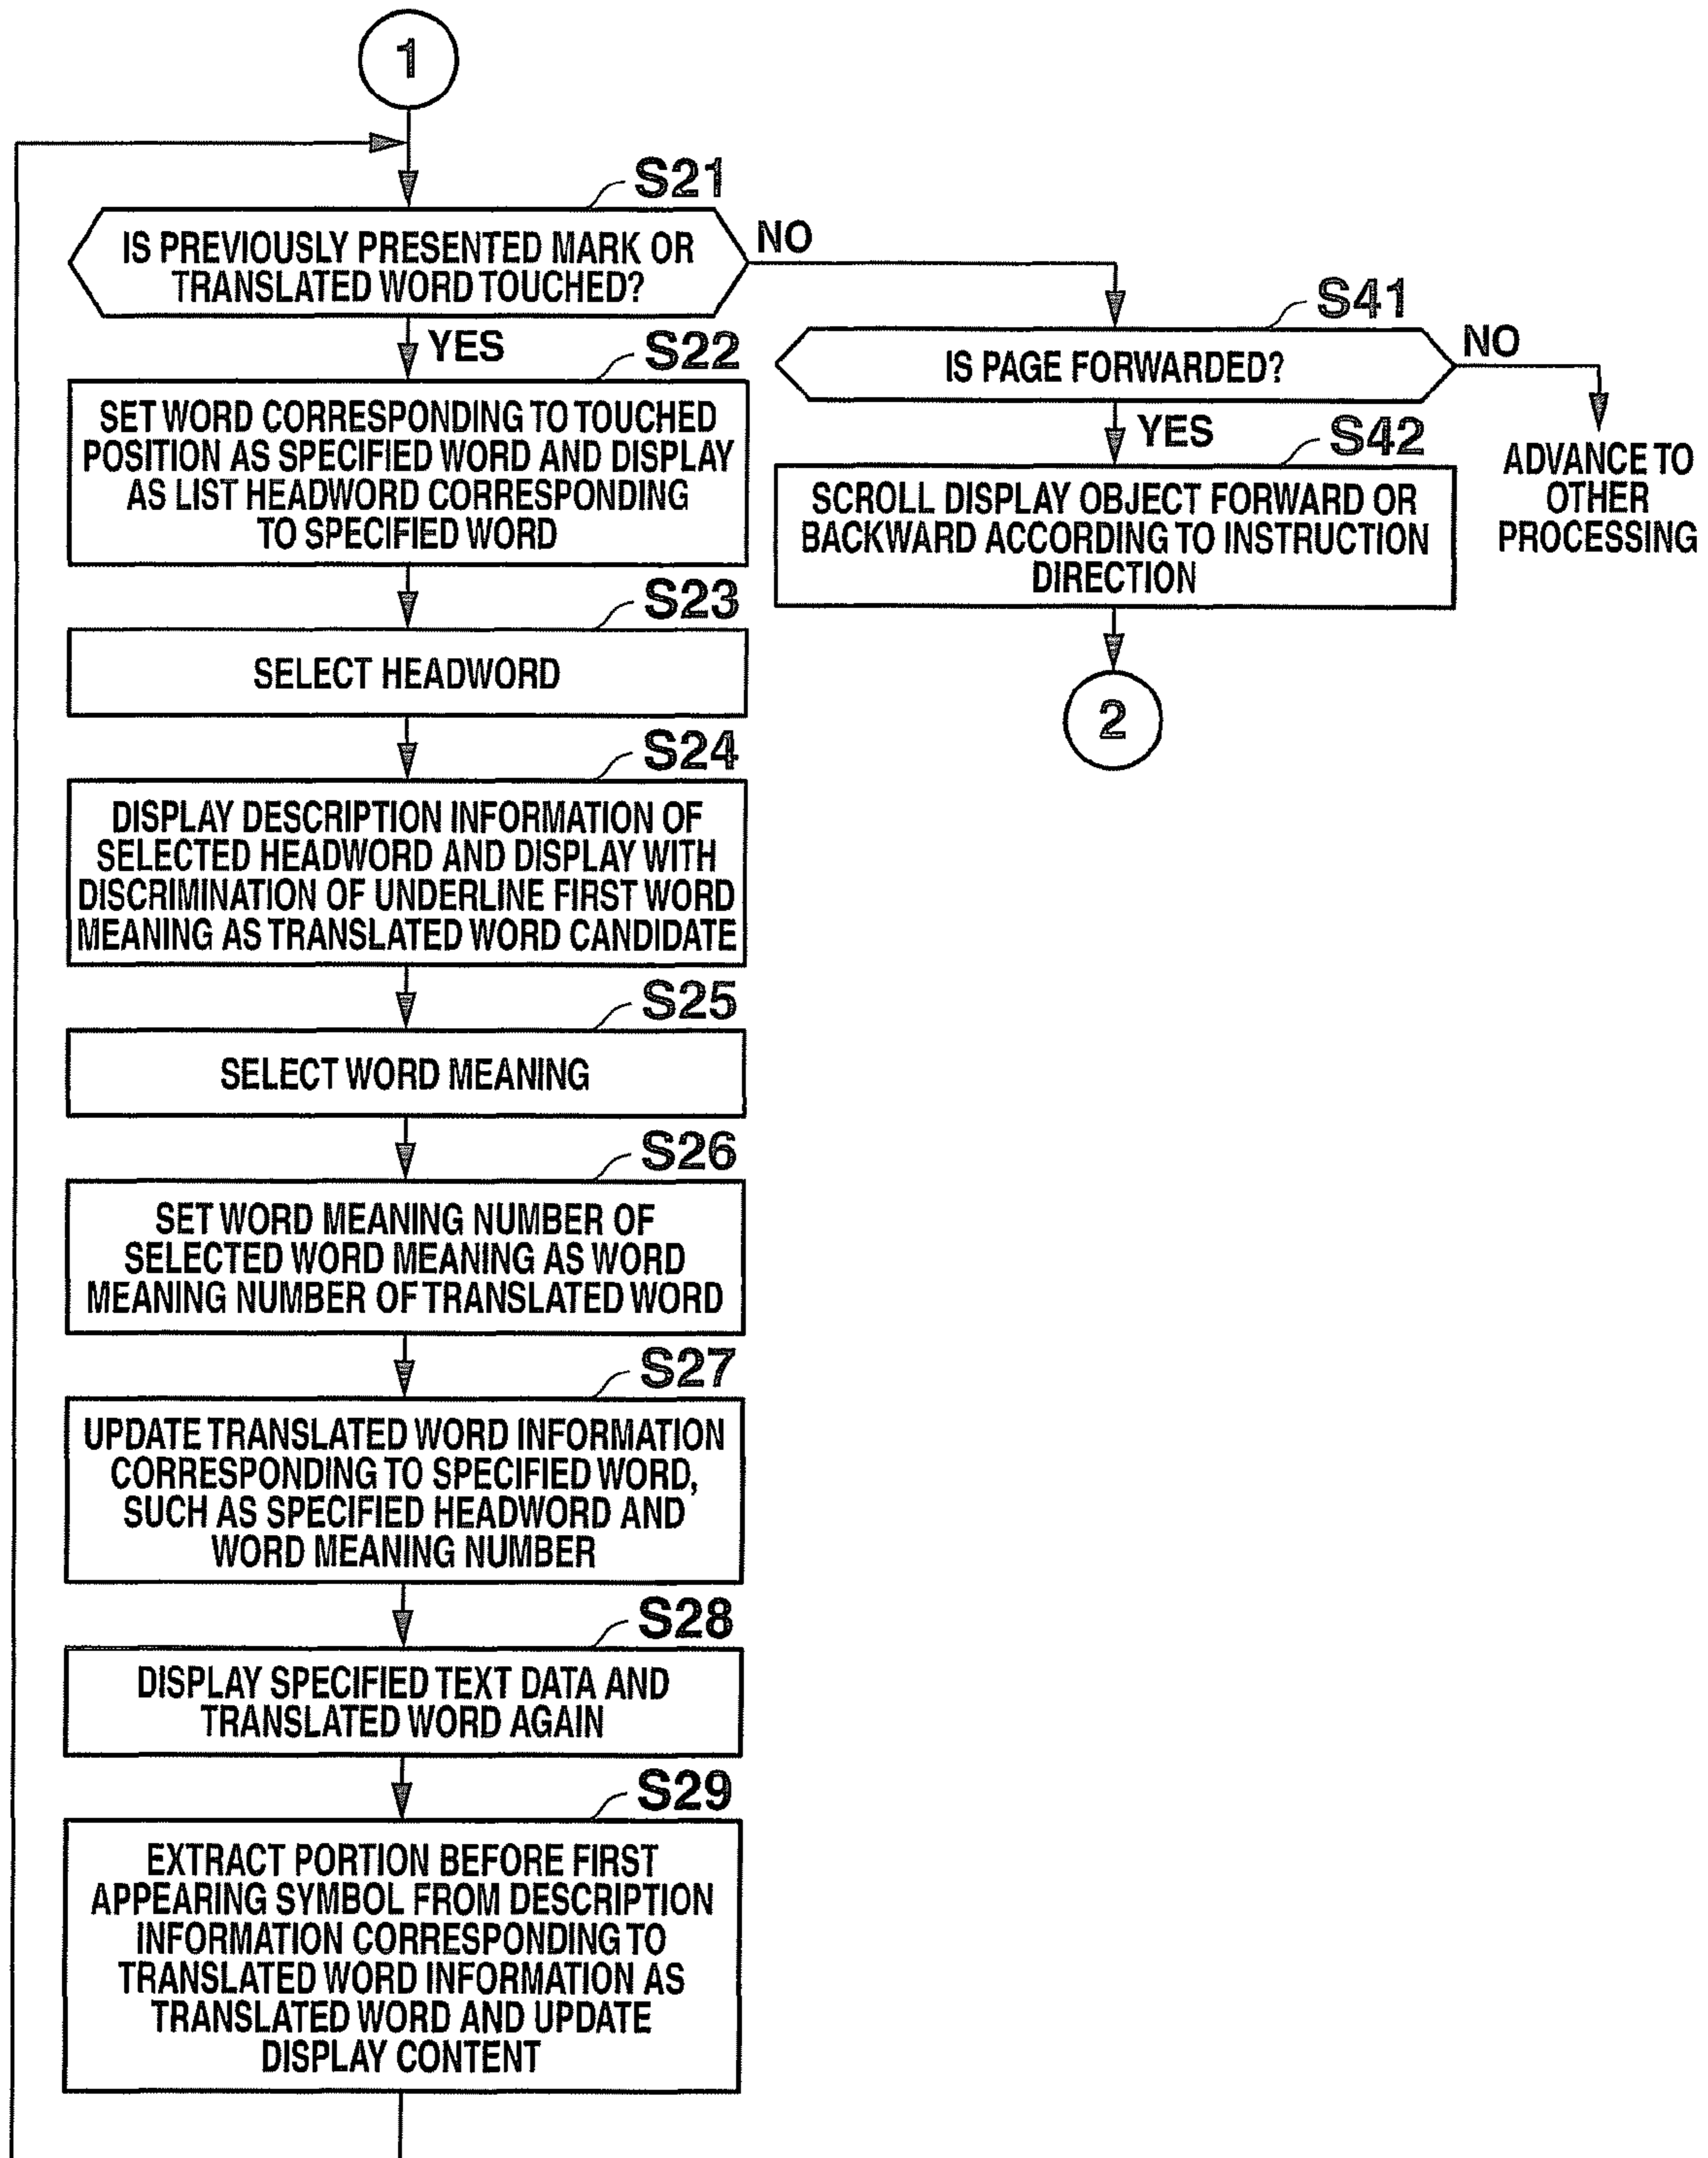 1
S21
IS PREVIOUSLY PRESENTED MARK OR
TRANSLATED WORD TOUCHED?
NO
YES
S22
SET WORD CORRESPONDING TO TOUCHED
POSITION AS SPECIFIED WORD AND DISPLAY
AS LIST HEADWORD CORRESPONDING
TO SPECIFIED WORD
S23
SELECT HEADWORD
S24
DISPLAY DESCRIPTION INFORMATION OF
SELECTED HEADWORD AND DISPLAY WITH
DISCRIMINATION OF UNDERLINE FIRST WORD
MEANING AS TRANSLATED WORD CANDIDATE
S25
SELECT WORD MEANING
S26
SET WORD MEANING NUMBER OF
SELECTED WORD MEANING AS WORD
MEANING NUMBER OF TRANSLATED WORD
S27
UPDATE TRANSLATED WORD INFORMATION
CORRESPONDING TO SPECIFIED WORD,
SUCH AS SPECIFIED HEADWORD AND
WORD MEANING NUMBER
S28
DISPLAY SPECIFIED TEXT DATA AND
TRANSLATED WORD AGAIN
S29
EXTRACT PORTION BEFORE FIRST
APPEARING SYMBOL FROM DESCRIPTION
INFORMATION CORRESPONDING TO
TRANSLATED WORD INFORMATION AS
TRANSLATED WORD AND UPDATE
DISPLAY CONTENT
S41
IS PAGE FORWARDED?
NO
ADVANCE TO
OTHER
PROCESSING
YES
S42
SCROLL DISPLAY OBJECT FORWARD OR
BACKWARD ACCORDING TO INSTRUCTION
DIRECTION
2